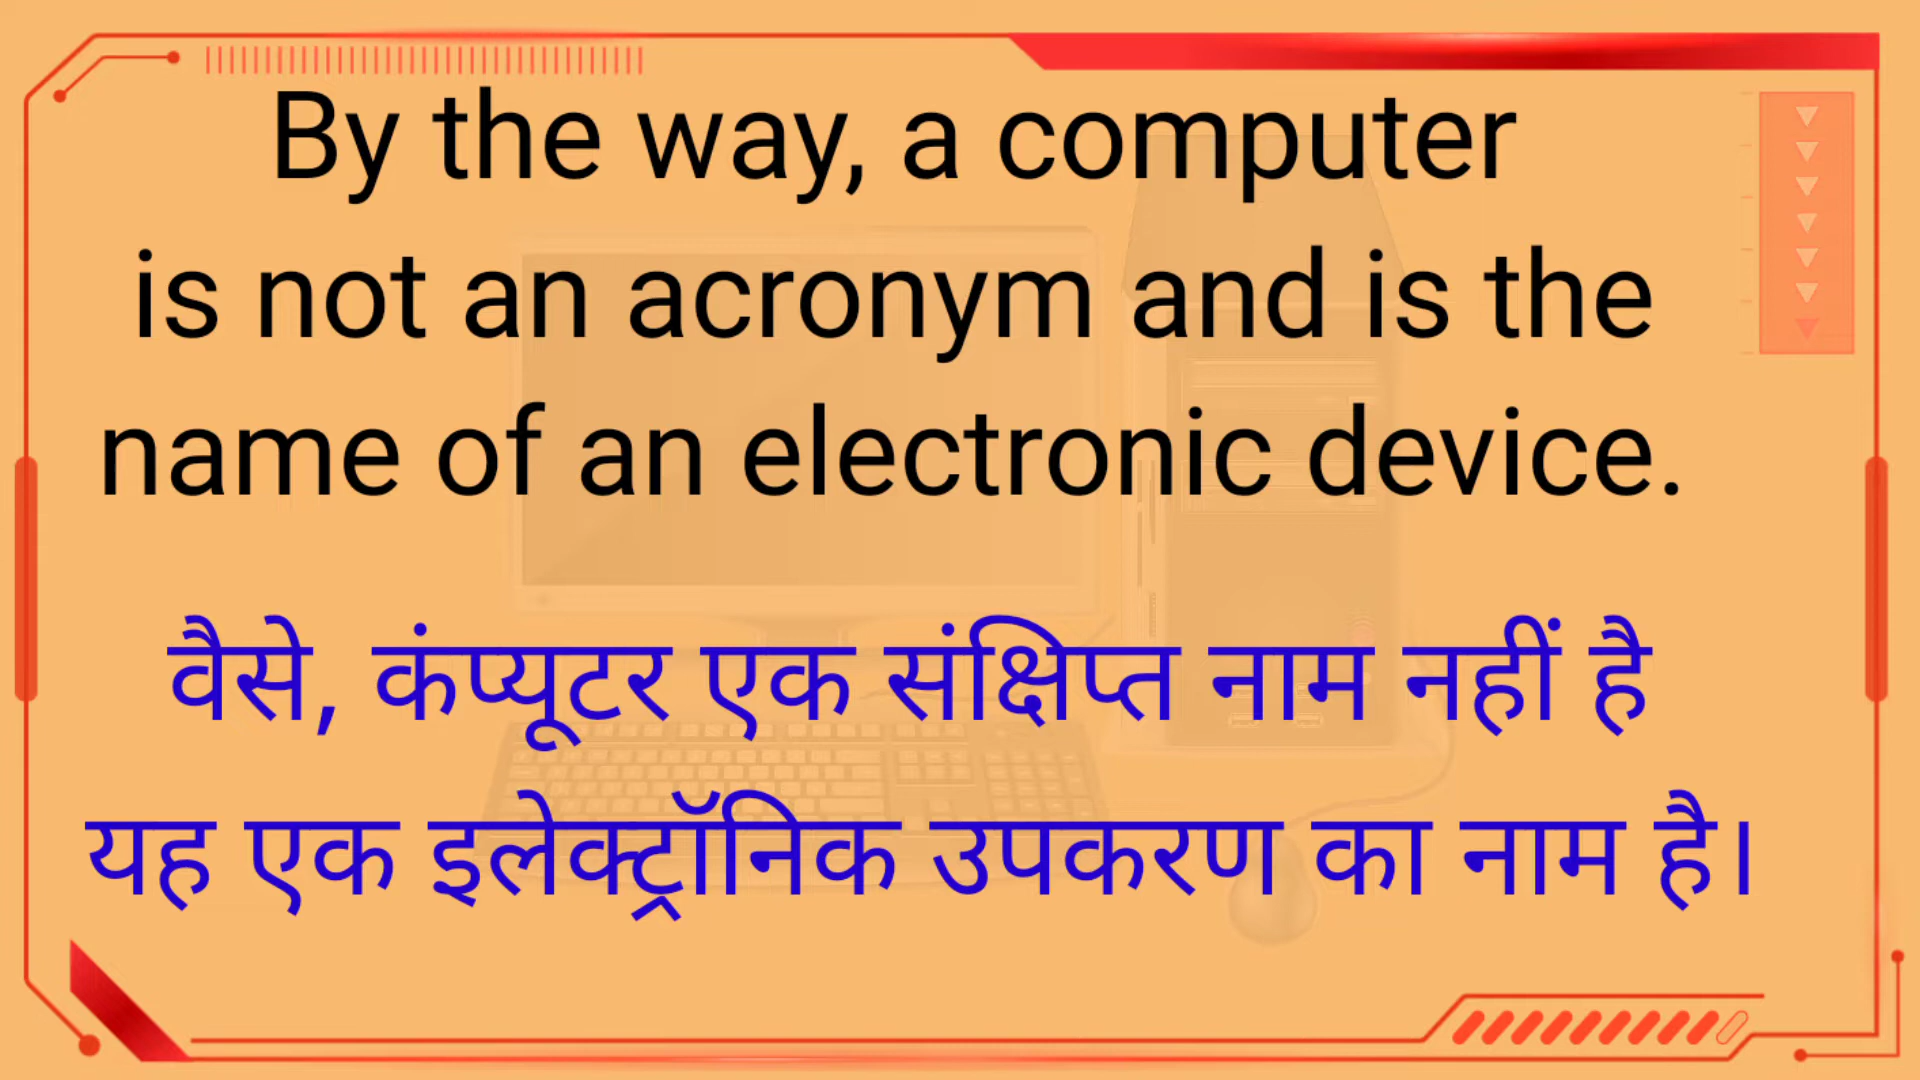 By the way, a computer
is not an acronym and is the
name of an electronic device.
वैसे, कंप्यूटर एक संक्षिप्त नाम नहीं है
यह एक इलेक्ट्रॉनिक उपकरण का नाम है।